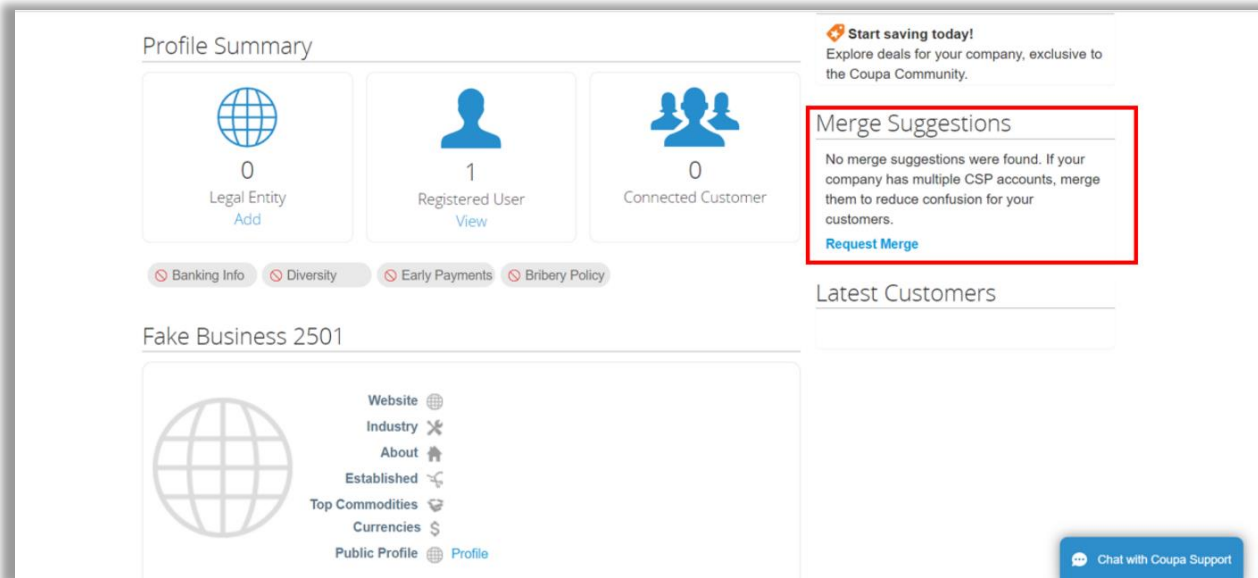 Profile Summary
0
Legal Entity
Add
1
Registered User
View
0
Connected Customer
Banking Info
Diversity
Early Payments
Bribery Policy
Fake Business 2501
Website
Industry
About
Established
Top Commodities
Currencies
$
Public Profile Profile
Start saving today!
Explore deals for your company, exclusive to
the Coupa Community.
Merge Suggestions
No merge suggestions were found. If your
company has multiple CSP accounts, merge
them to reduce confusion for your
customers.
Request Merge
Latest Customers
Chat with Coupa Support